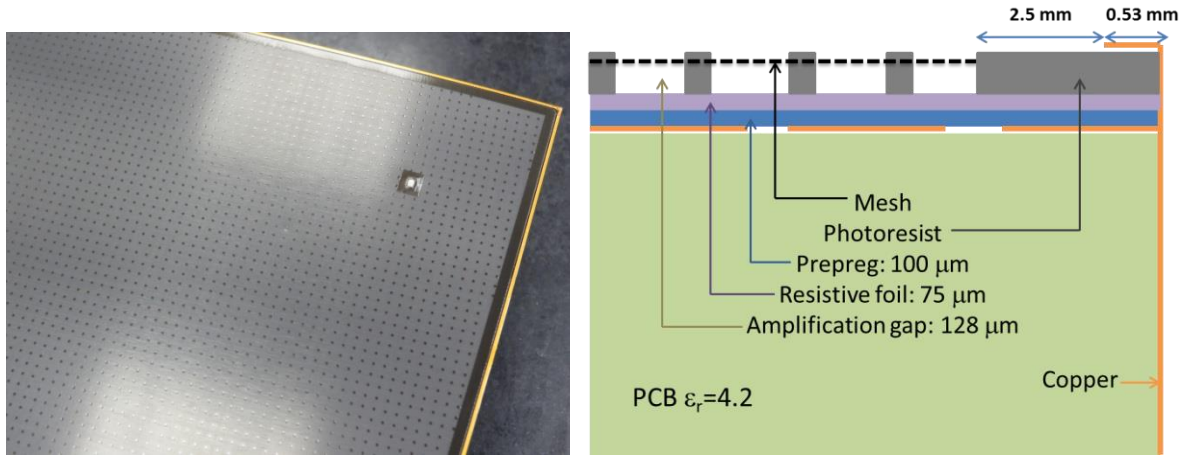 2.5 mm
0.53 mm
Mesh
Photoresist
Prepreg: 100 μm
Resistive foil: 75 μm
Amplification gap: 128 μm
Copper
PCB εr=4.2